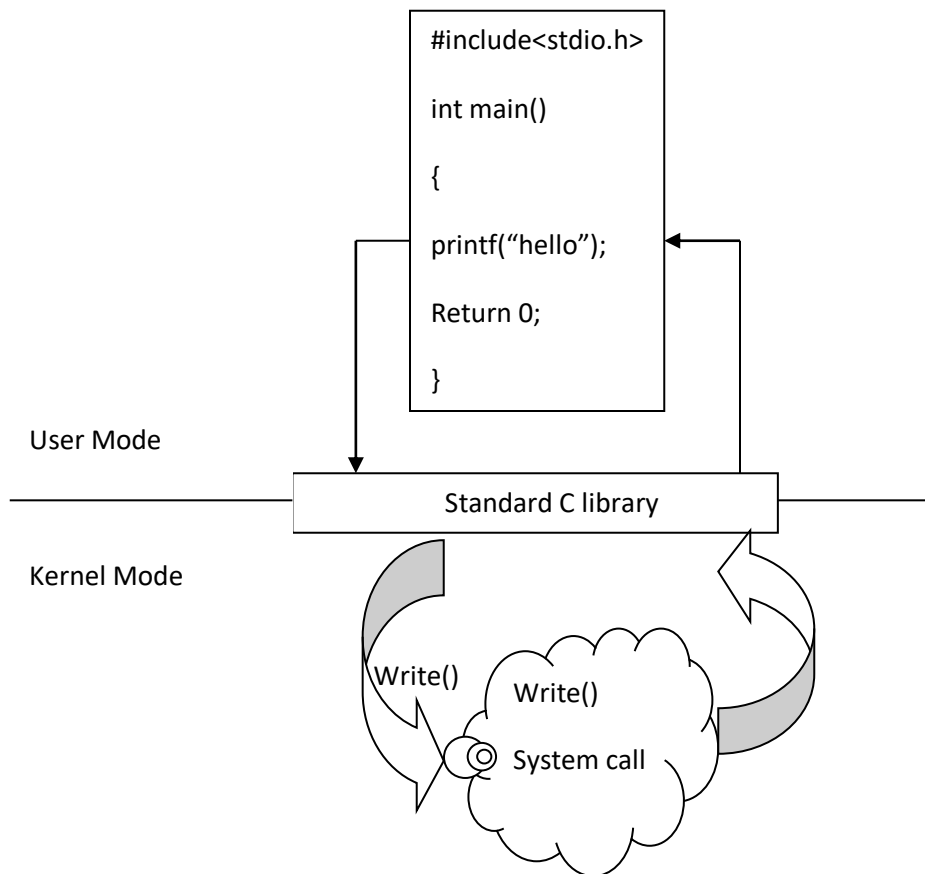 #include<stdio.h>
int main()
{
printf(“hello”);
Return 0;
}
User Mode
Standard C library
Kernel Mode
Write()
Write()
System call